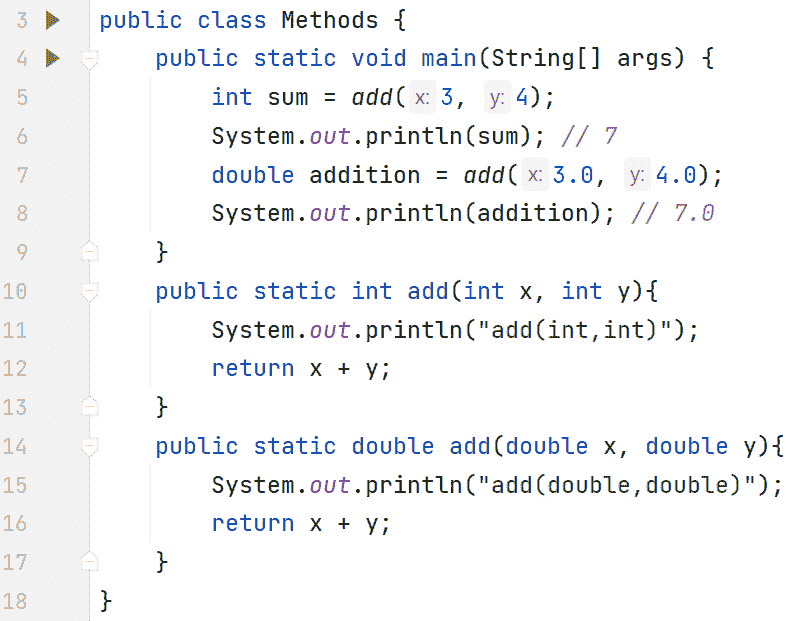 3 public class Methods {
4 public static void main(String[] args) {
5 int sum = add( x: 3, y: 4);
6 System.out.println(sum); // 7
7 double addition = add( x: 3.0, y: 4.0);
8 System.out.println(addition); // 7.0
9 }
10 public static int add(int x, int y){
11 System.out.println("add(int,int)");
12 return x + y;
13 }
14 public static double add(double x, double y){
15 System.out.println("add(double,double)");
16 return x + y;
17 }
18 }